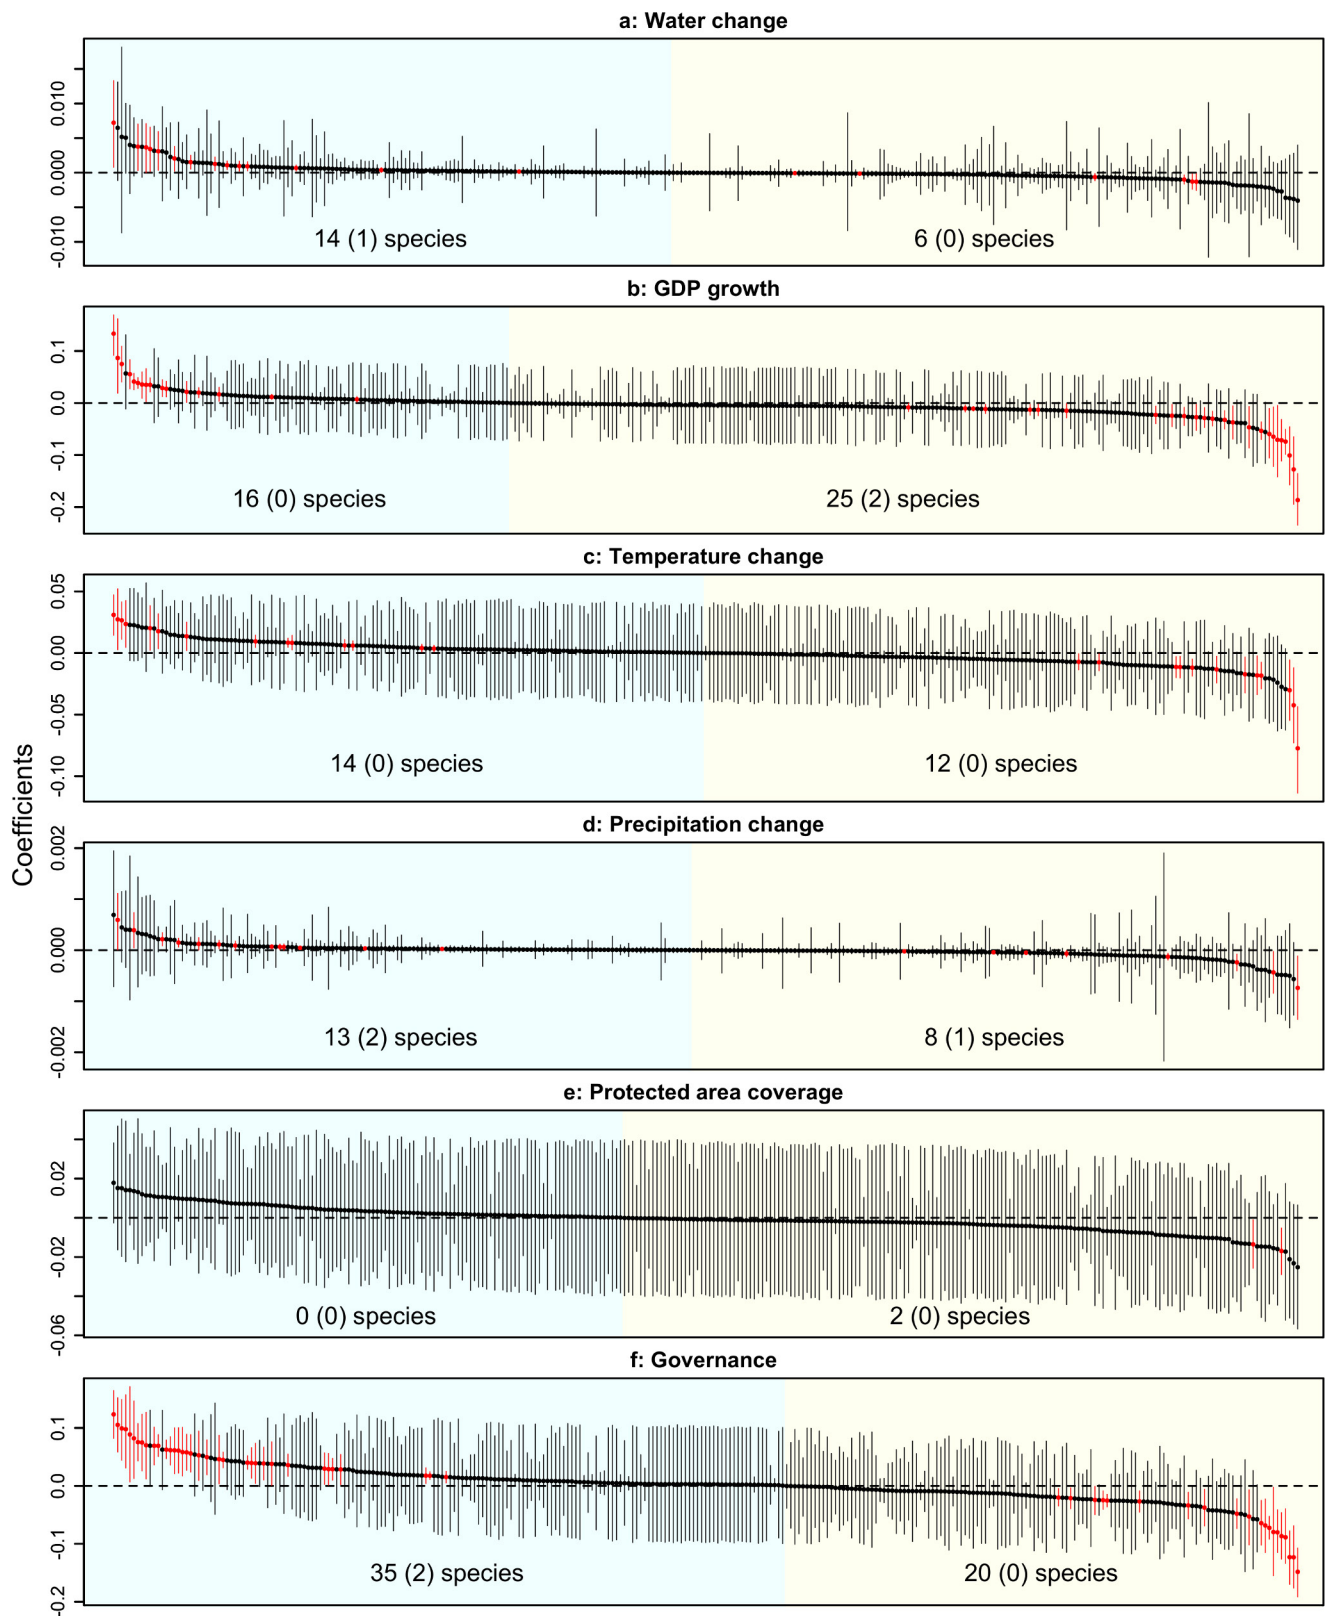 a: Water change
0.010
0.000
-0.010
14 (1) species
6 (0) species
b: GDP growth
0.1
0.0
-0.1
-0.2
16 (0) species
25 (2) species
c: Temperature change
0.05
0.00
-0.05
-0.10
14 (0) species
12 (0) species
Coefficients
d: Precipitation change
0.002
0.000
-0.002
13 (2) species
8 (1) species
e: Protected area coverage
0.02
-0.02
-0.06
0 (0) species
2 (0) species
f: Governance
0.1
0.0
-0.1
-0.2
35 (2) species
20 (0) species